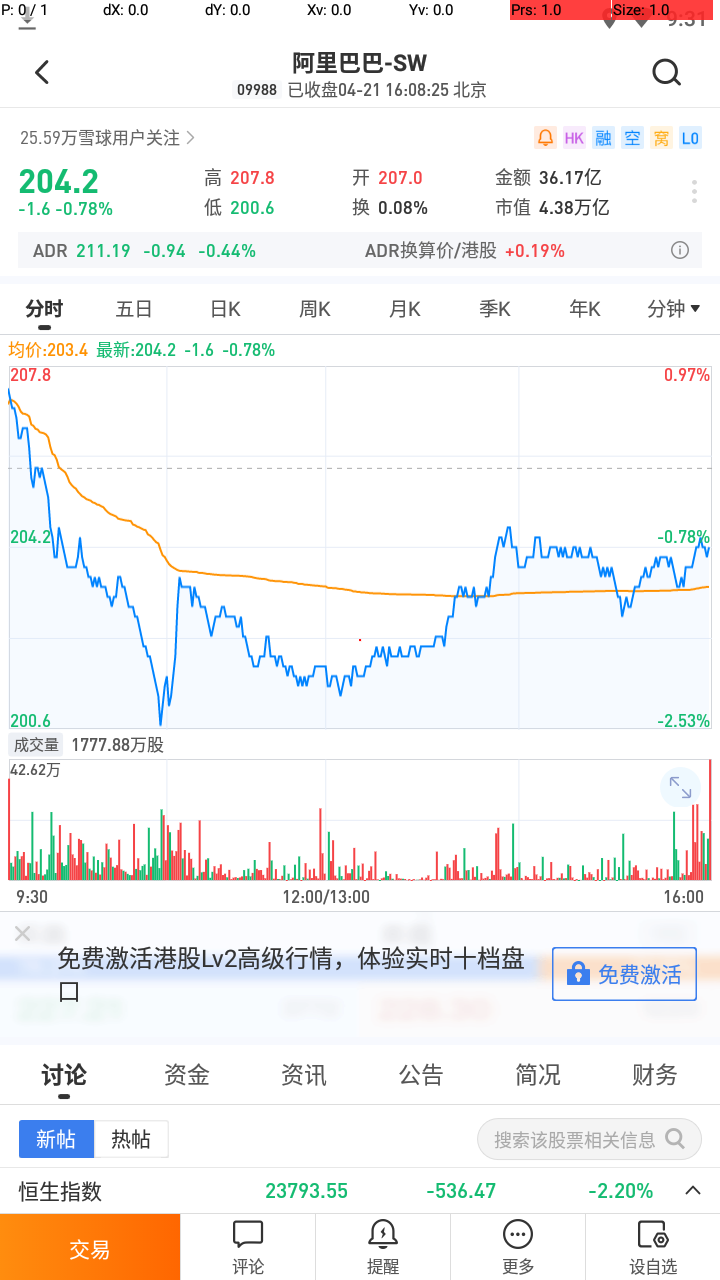 P: 0 / 1 dX: 0.0 dY: 0.0 Xv: 0.0 Yv: 0.0 Prs: 1.0 Size: 1.0
9:31
阿里巴巴-SW
09988 已收盘04-21 16:08:25 北京
25.59万雪球用户关注 HK 融 空 窝 L0
204.2 高 207.8 开 207.0 金额 36.17亿
-1.6 -0.78% 低 200.6 换 0.08% 市值 4.38万亿
ADR 211.19 -0.94 -0.44% ADR换算价/港股 +0.19%
分时 五日 日K 周K 月K 季K 年K 分钟
均价:203.4 最新:204.2 -1.6 -0.78%
207.8 0.97%
204.2 -0.78%
200.6 -2.53%
成交量 1777.88万股
42.62万
9:30 12:00/13:00 16:00
免费激活港股Lv2高级行情，体验实时十档盘
口
免费激活
讨论 资金 资讯 公告 简况 财务
新帖 热帖 搜索该股票相关信息
恒生指数 23793.55 -536.47 -2.20%
交易 评论 提醒 更多 设自选